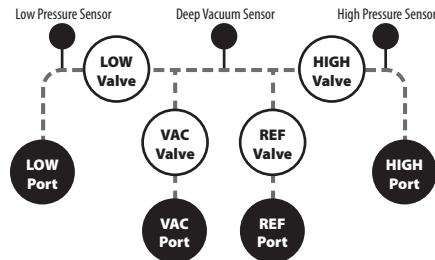 Low Pressure Sensor
Deep Vacuum Sensor
High Pressure Sensor
LOW
Valve
HIGH
Valve
VAC
Valve
REF
Valve
LOW
Port
HIGH
Port
VAC
Port
REF
Port